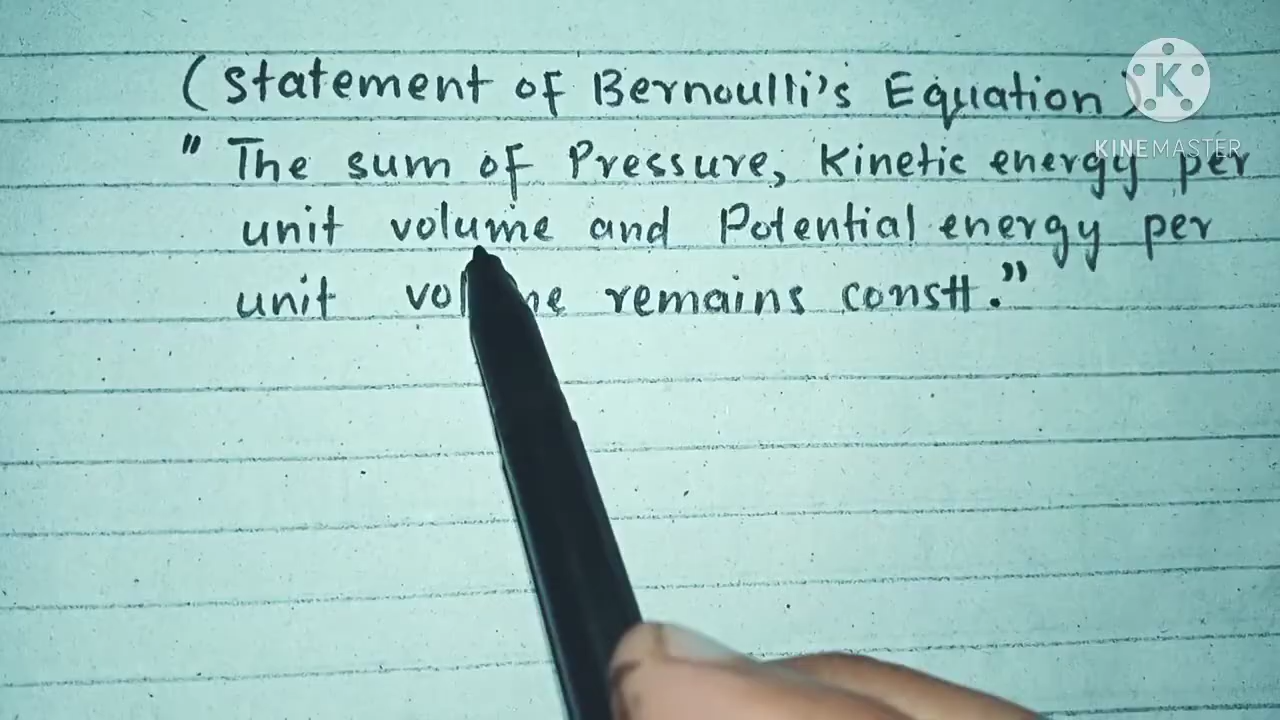 (Statement of Bernoulli's Equation)
" The sum of Pressure, Kinetic energy per
unit volume and Potential energy per
unit volume remains constt."
K
KINEMASTER